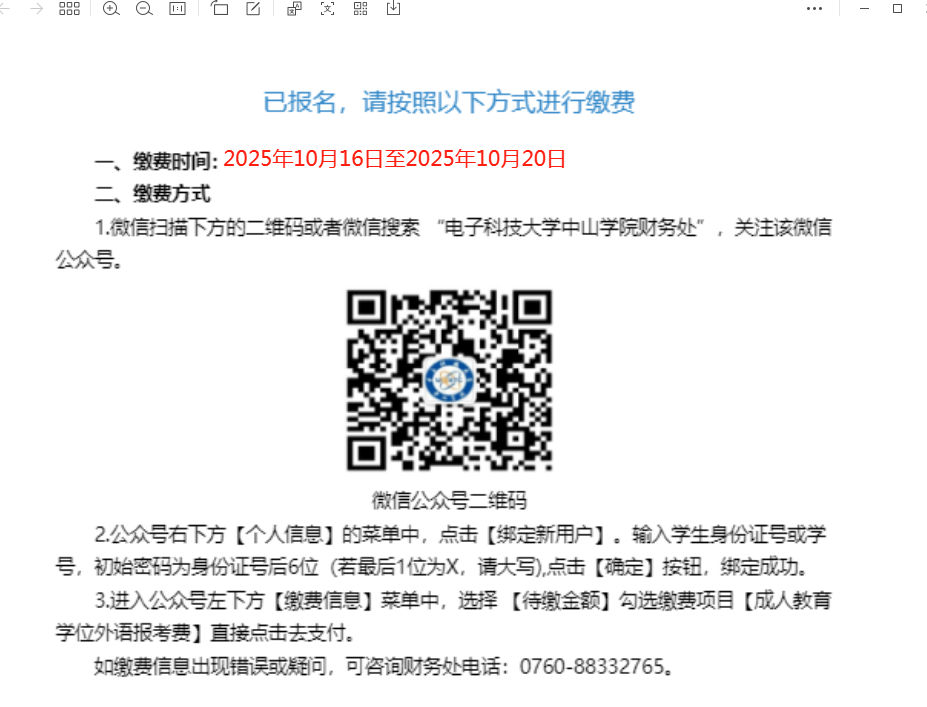 已报名，请按照以下方式进行缴费
一、缴费时间：2025年10月16日至2025年10月20日
二、缴费方式
1.微信扫描下方的二维码或者微信搜索 “电子科技大学中山学院财务处”，关注该微信
公众号。
微信公众号二维码
2.公众号右下方【个人信息】的菜单中，点击【绑定新用户】。输入学生身份证号或学
号，初始密码为身份证号后6位（若最后1位为X，请大写),点击【确定】按钮，绑定成功。
3.进入公众号左下方【缴费信息】菜单中，选择 【待缴金额】勾选缴费项目【成人教育
学位外语报考费】直接点击去支付。
如缴费信息出现错误或疑问，可咨询财务处电话：0760-88332765。